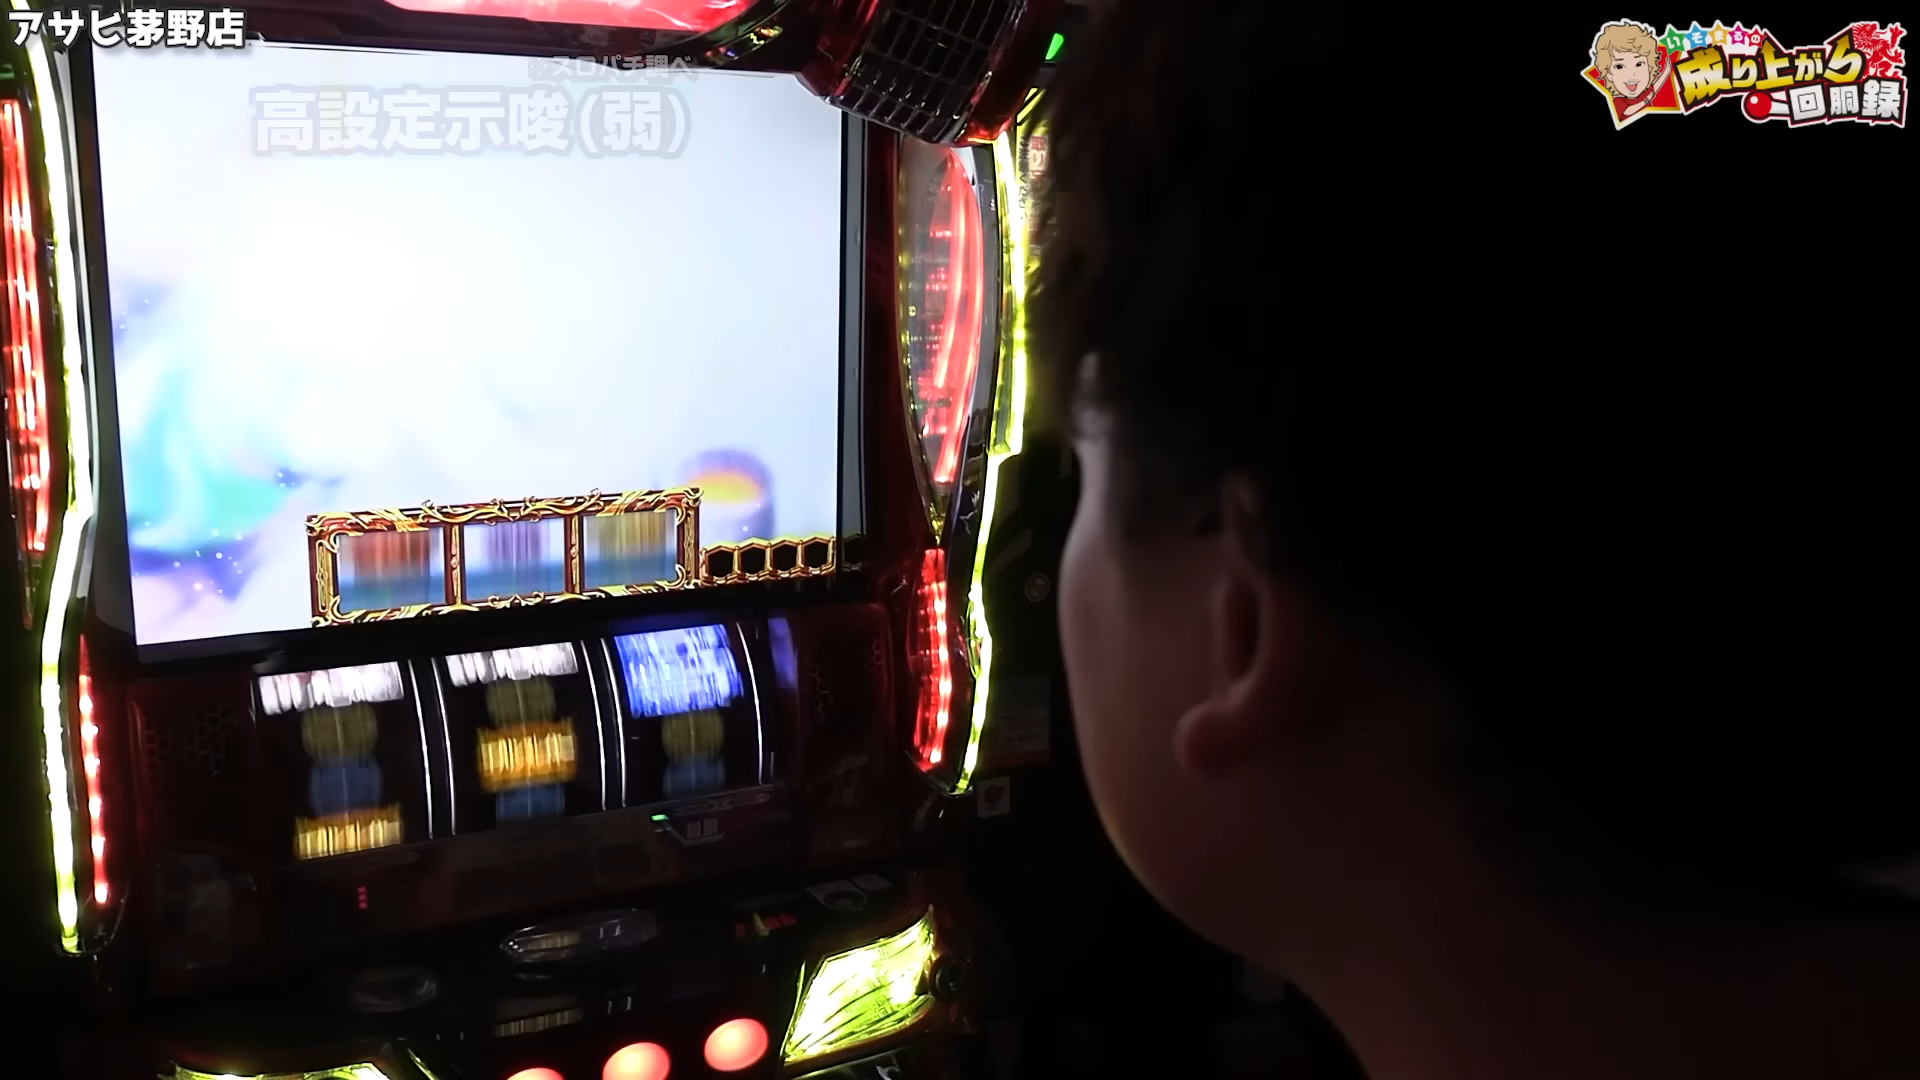 アサヒ茅野店
いそまるの
成り上がり
回胴録
※スロパチ調べ
高設定示唆(弱)